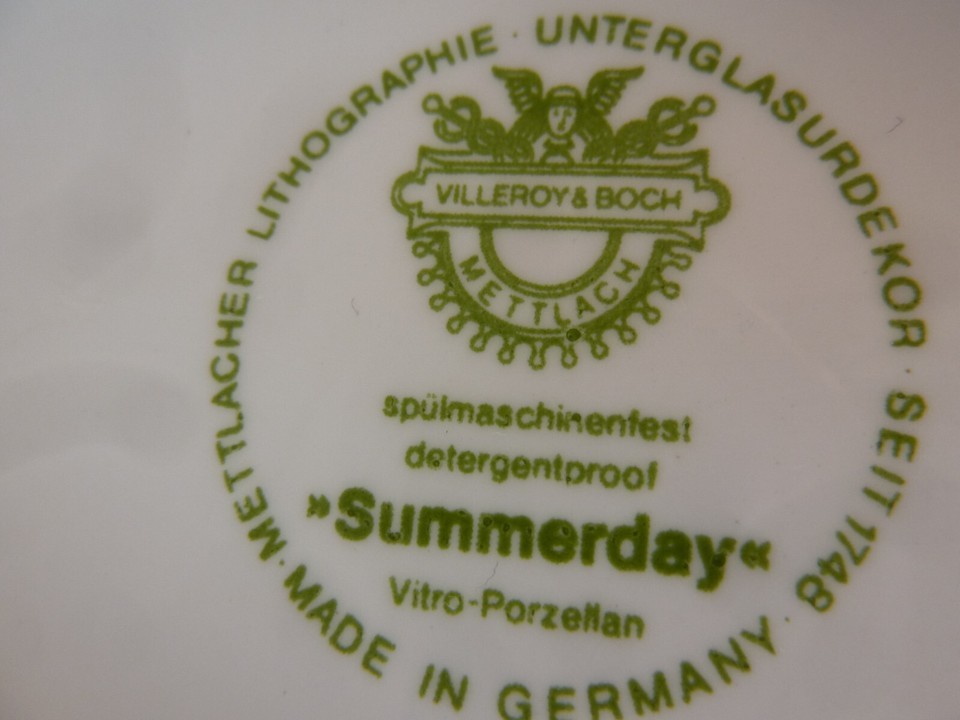 METTLACHER LITHOGRAPHIE · UNTERGLASURDEKOR · SEIT 1748 ·
VILLEROY & BOCH
METTLACH
spülmaschinenfest
detergentproof
»Summerday«
Vitro-Porzellan
· MADE IN GERMANY